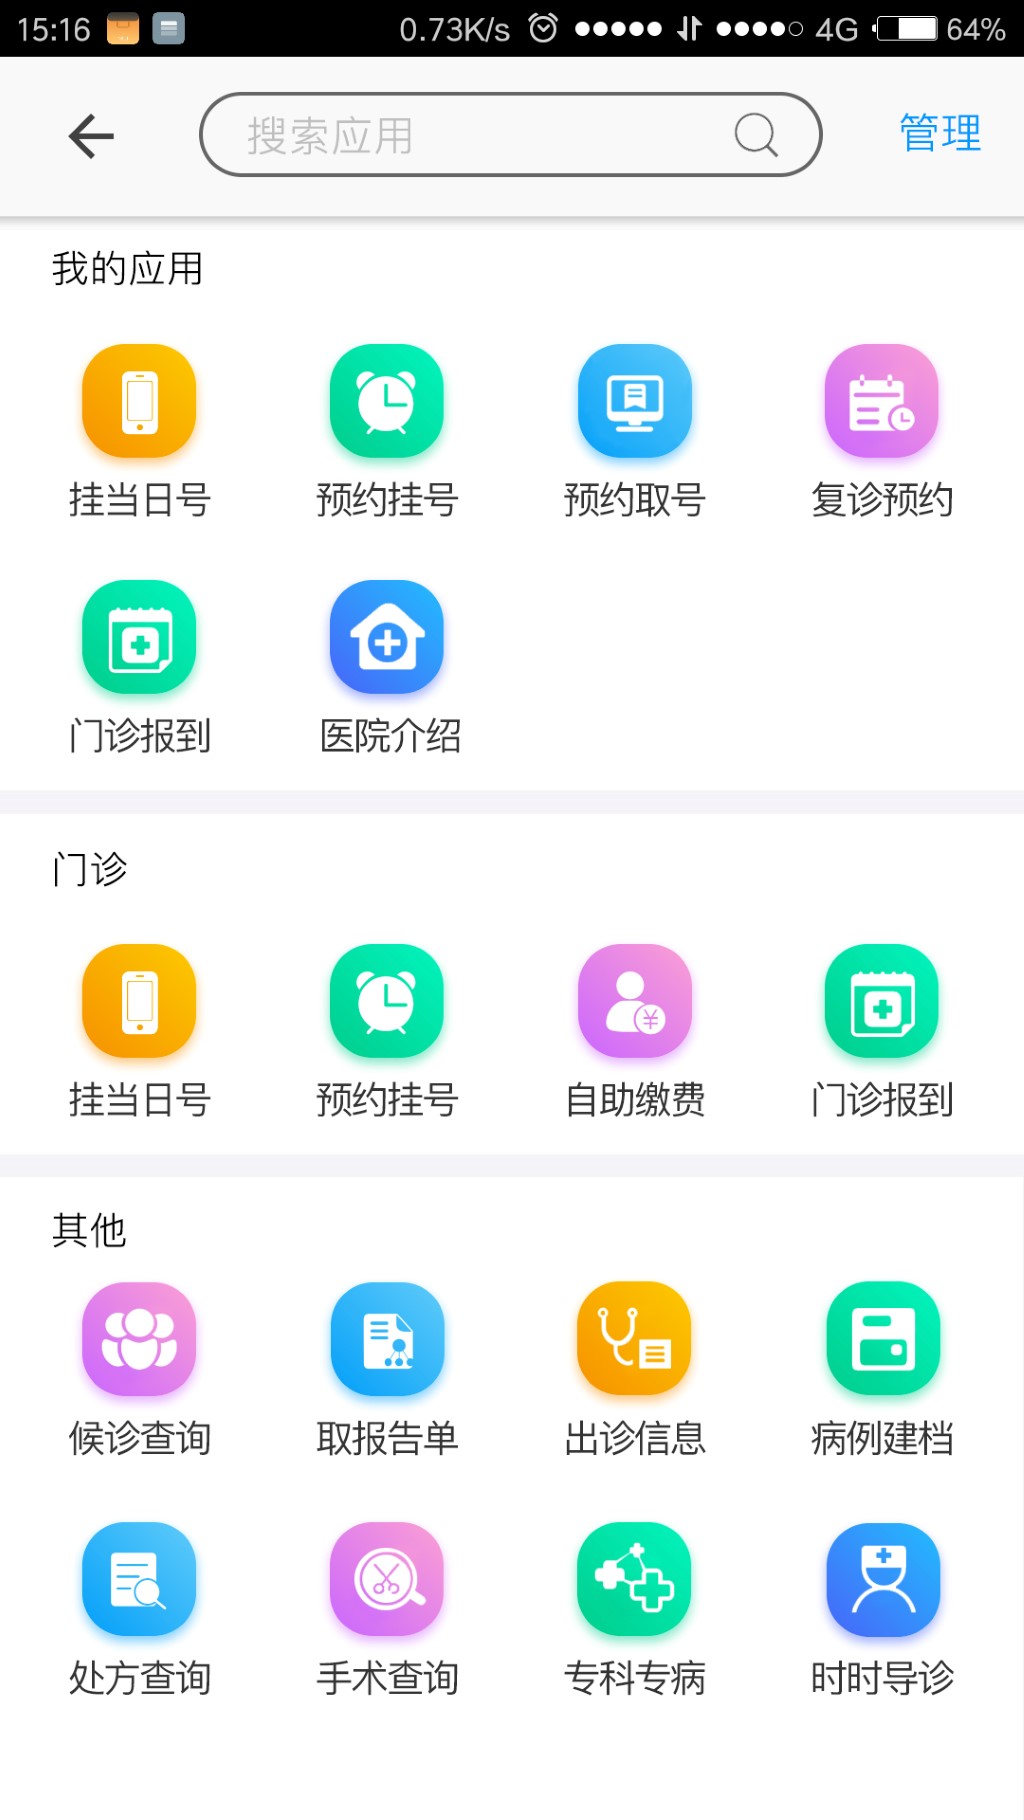 15:16 0.73K/s 4G 64%
搜索应用 管理
我的应用
挂当日号 预约挂号 预约取号 复诊预约
门诊报到 医院介绍
门诊
挂当日号 预约挂号 自助缴费 门诊报到
其他
候诊查询 取报告单 出诊信息 病例建档
处方查询 手术查询 专科专病 时时导诊